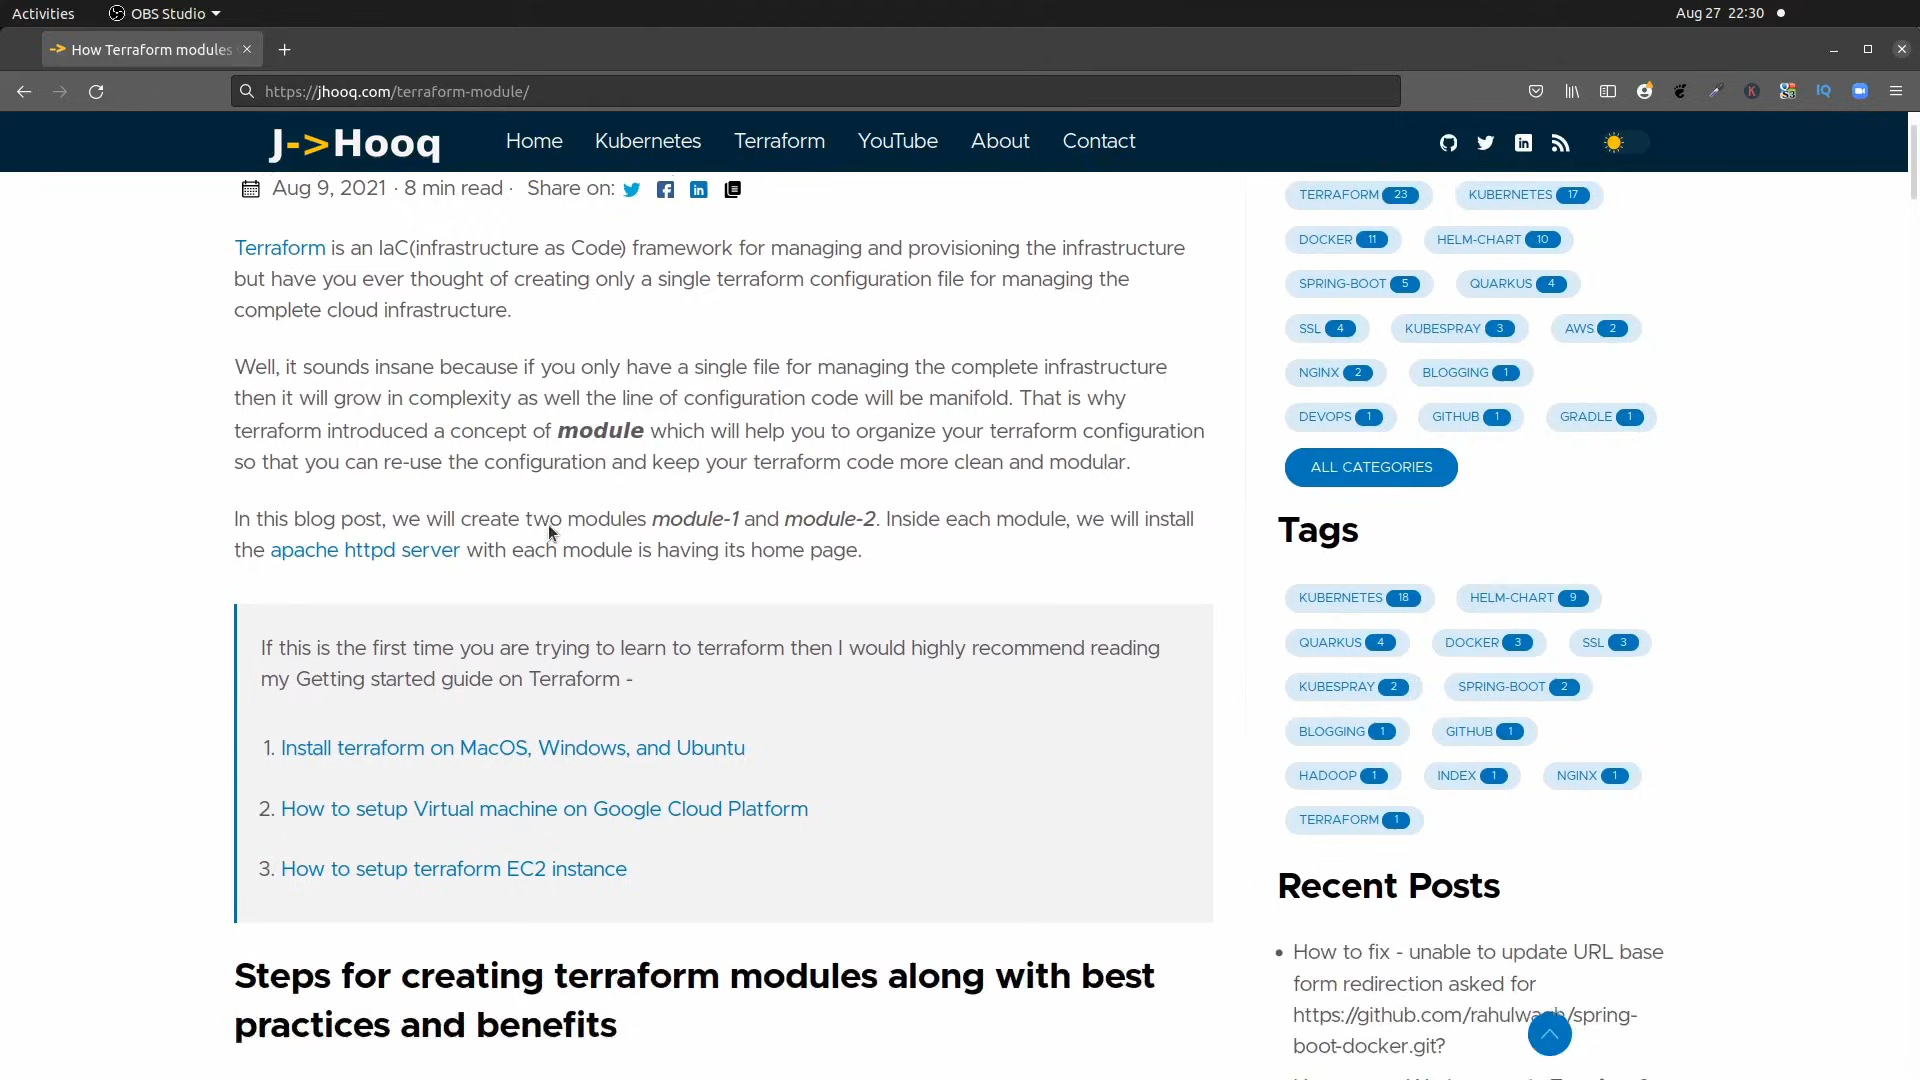 Activities
OBS Studio
Aug 27 22:30
How Terraform modules
https://jhooq.com/terraform-module/
J->Hooq
Home
Kubernetes
Terraform
YouTube
About
Contact
Aug 9, 2021 · 8 min read · Share on:
Terraform is an IaC(infrastructure as Code) framework for managing and provisioning the infrastructure
but have you ever thought of creating only a single terraform configuration file for managing the
complete cloud infrastructure.
Well, it sounds insane because if you only have a single file for managing the complete infrastructure
then it will grow in complexity as well the line of configuration code will be manifold. That is why
terraform introduced a concept of module which will help you to organize your terraform configuration
so that you can re-use the configuration and keep your terraform code more clean and modular.
In this blog post, we will create two modules module-1 and module-2. Inside each module, we will install
the apache httpd server with each module is having its home page.
If this is the first time you are trying to learn to terraform then I would highly recommend reading
my Getting started guide on Terraform -
1. Install terraform on MacOS, Windows, and Ubuntu
2. How to setup Virtual machine on Google Cloud Platform
3. How to setup terraform EC2 instance
Steps for creating terraform modules along with best
practices and benefits
TERRAFORM 23 KUBERNETES 17
DOCKER 11 HELM-CHART 10
SPRING-BOOT 5 QUARKUS 4
SSL 4 KUBESPRAY 3 AWS 2
NGINX 2 BLOGGING 1
DEVOPS 1 GITHUB 1 GRADLE 1
ALL CATEGORIES
Tags
KUBERNETES 18 HELM-CHART 9
QUARKUS 4 DOCKER 3 SSL 3
KUBESPRAY 2 SPRING-BOOT 2
BLOGGING 1 GITHUB 1
HADOOP 1 INDEX 1 NGINX 1
TERRAFORM 1
Recent Posts
• How to fix - unable to update URL base
form redirection asked for
https://github.com/rahulwagh/spring-
boot-docker.git?